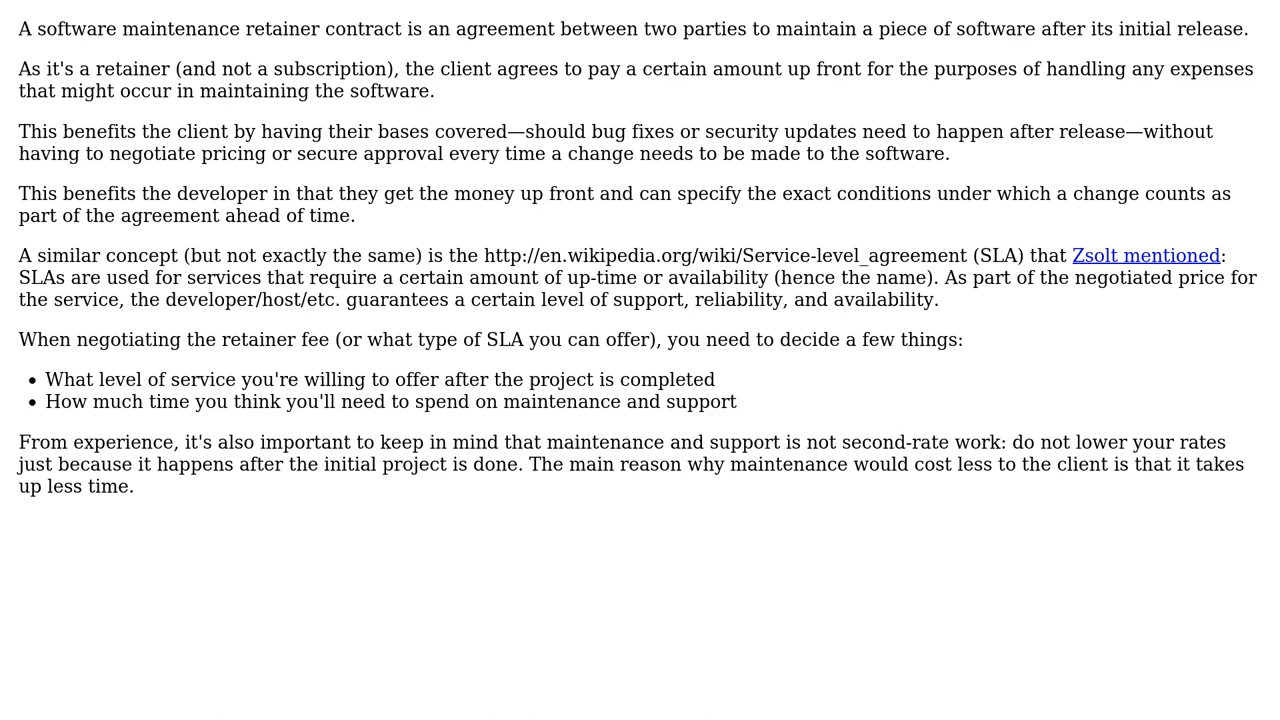 A software maintenance retainer contract is an agreement between two parties to maintain a piece of software after its initial release.
As it's a retainer (and not a subscription), the client agrees to pay a certain amount up front for the purposes of handling any expenses
that might occur in maintaining the software.
This benefits the client by having their bases covered—should bug fixes or security updates need to happen after release—without
having to negotiate pricing or secure approval every time a change needs to be made to the software.
This benefits the developer in that they get the money up front and can specify the exact conditions under which a change counts as
part of the agreement ahead of time.
A similar concept (but not exactly the same) is the http://en.wikipedia.org/wiki/Service-level_agreement (SLA) that Zsolt mentioned:
SLAs are used for services that require a certain amount of up-time or availability (hence the name). As part of the negotiated price for
the service, the developer/host/etc. guarantees a certain level of support, reliability, and availability.
When negotiating the retainer fee (or what type of SLA you can offer), you need to decide a few things:
• What level of service you're willing to offer after the project is completed
• How much time you think you'll need to spend on maintenance and support
From experience, it's also important to keep in mind that maintenance and support is not second-rate work: do not lower your rates
just because it happens after the initial project is done. The main reason why maintenance would cost less to the client is that it takes
up less time.